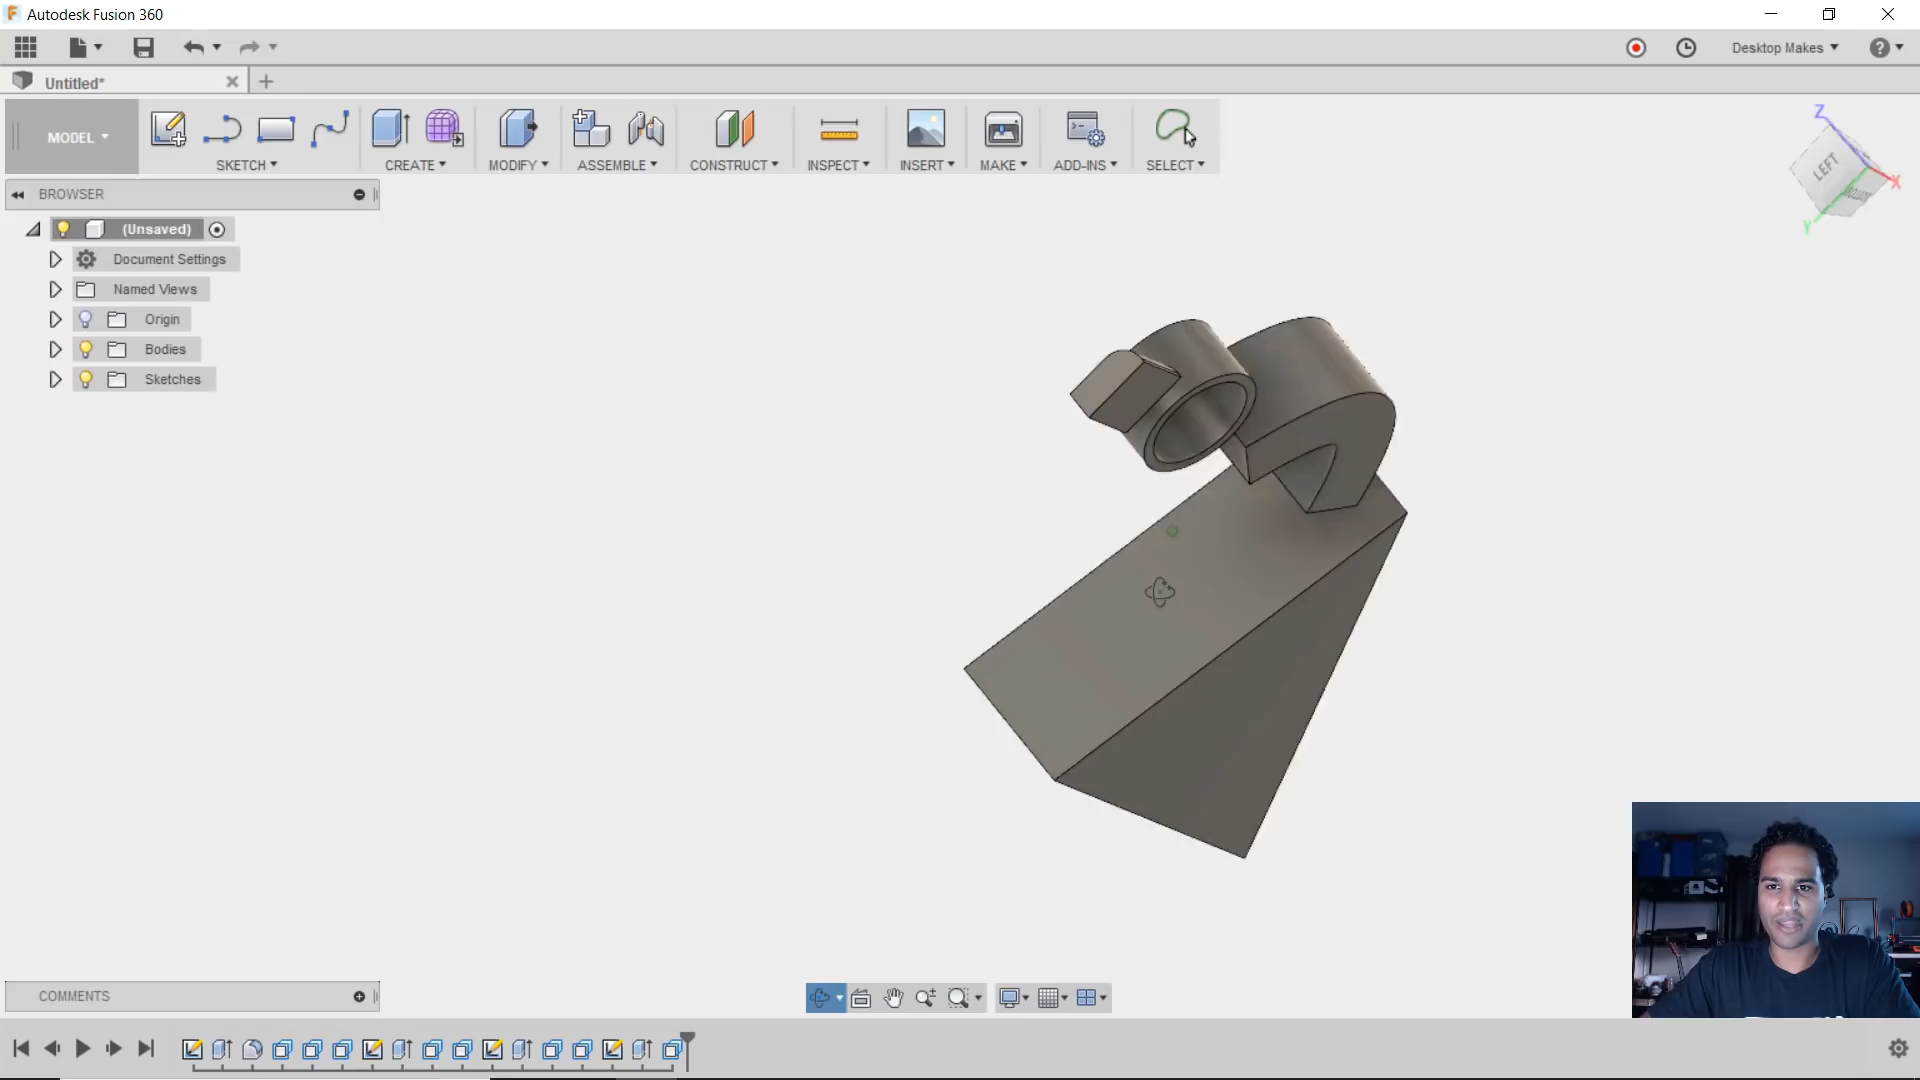 Autodesk Fusion 360
Desktop Makes
Untitled*
MODEL
SKETCH
CREATE
MODIFY
ASSEMBLE
CONSTRUCT
INSPECT
INSERT
MAKE
ADD-INS
SELECT
BROWSER
(Unsaved)
Document Settings
Named Views
Origin
Bodies
Sketches
Z
LEFT
X
Y
COMMENTS